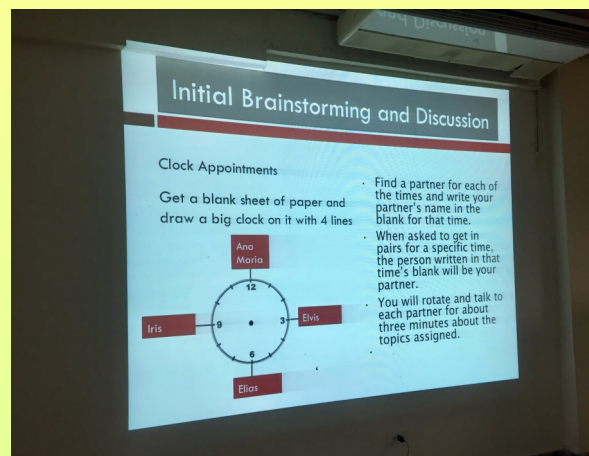 Initial Brainstorming and Discussion
Clock Appointments
Get a blank sheet of paper and
draw a big clock on it with 4 lines
Ana
Maria
12
3
Elvis
6
Elias
9
Iris
· Find a partner for each of
the times and write your
partner's name in the
blank for that time.
· When asked to get in
pairs for a specific time,
the person written in that
time's blank will be your
partner.
· You will rotate and talk to
each partner for about
three minutes about the
topics assigned.